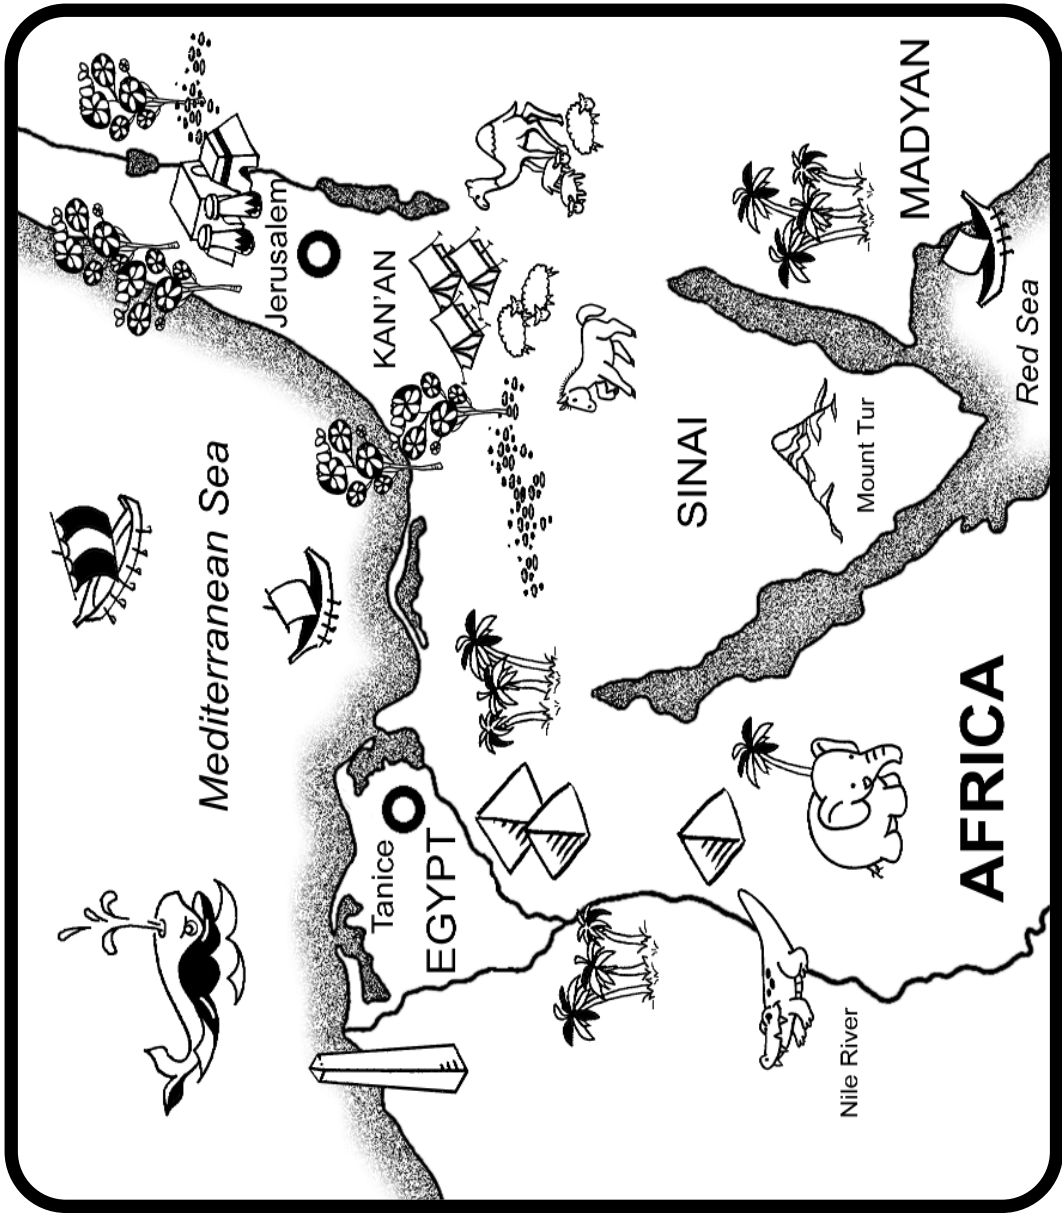 Mediterranean Sea
Jerusalem
KAN'AN
Tanice
EGYPT
SINAI
Mount Tur
MADYAN
Red Sea
AFRICA
Nile River